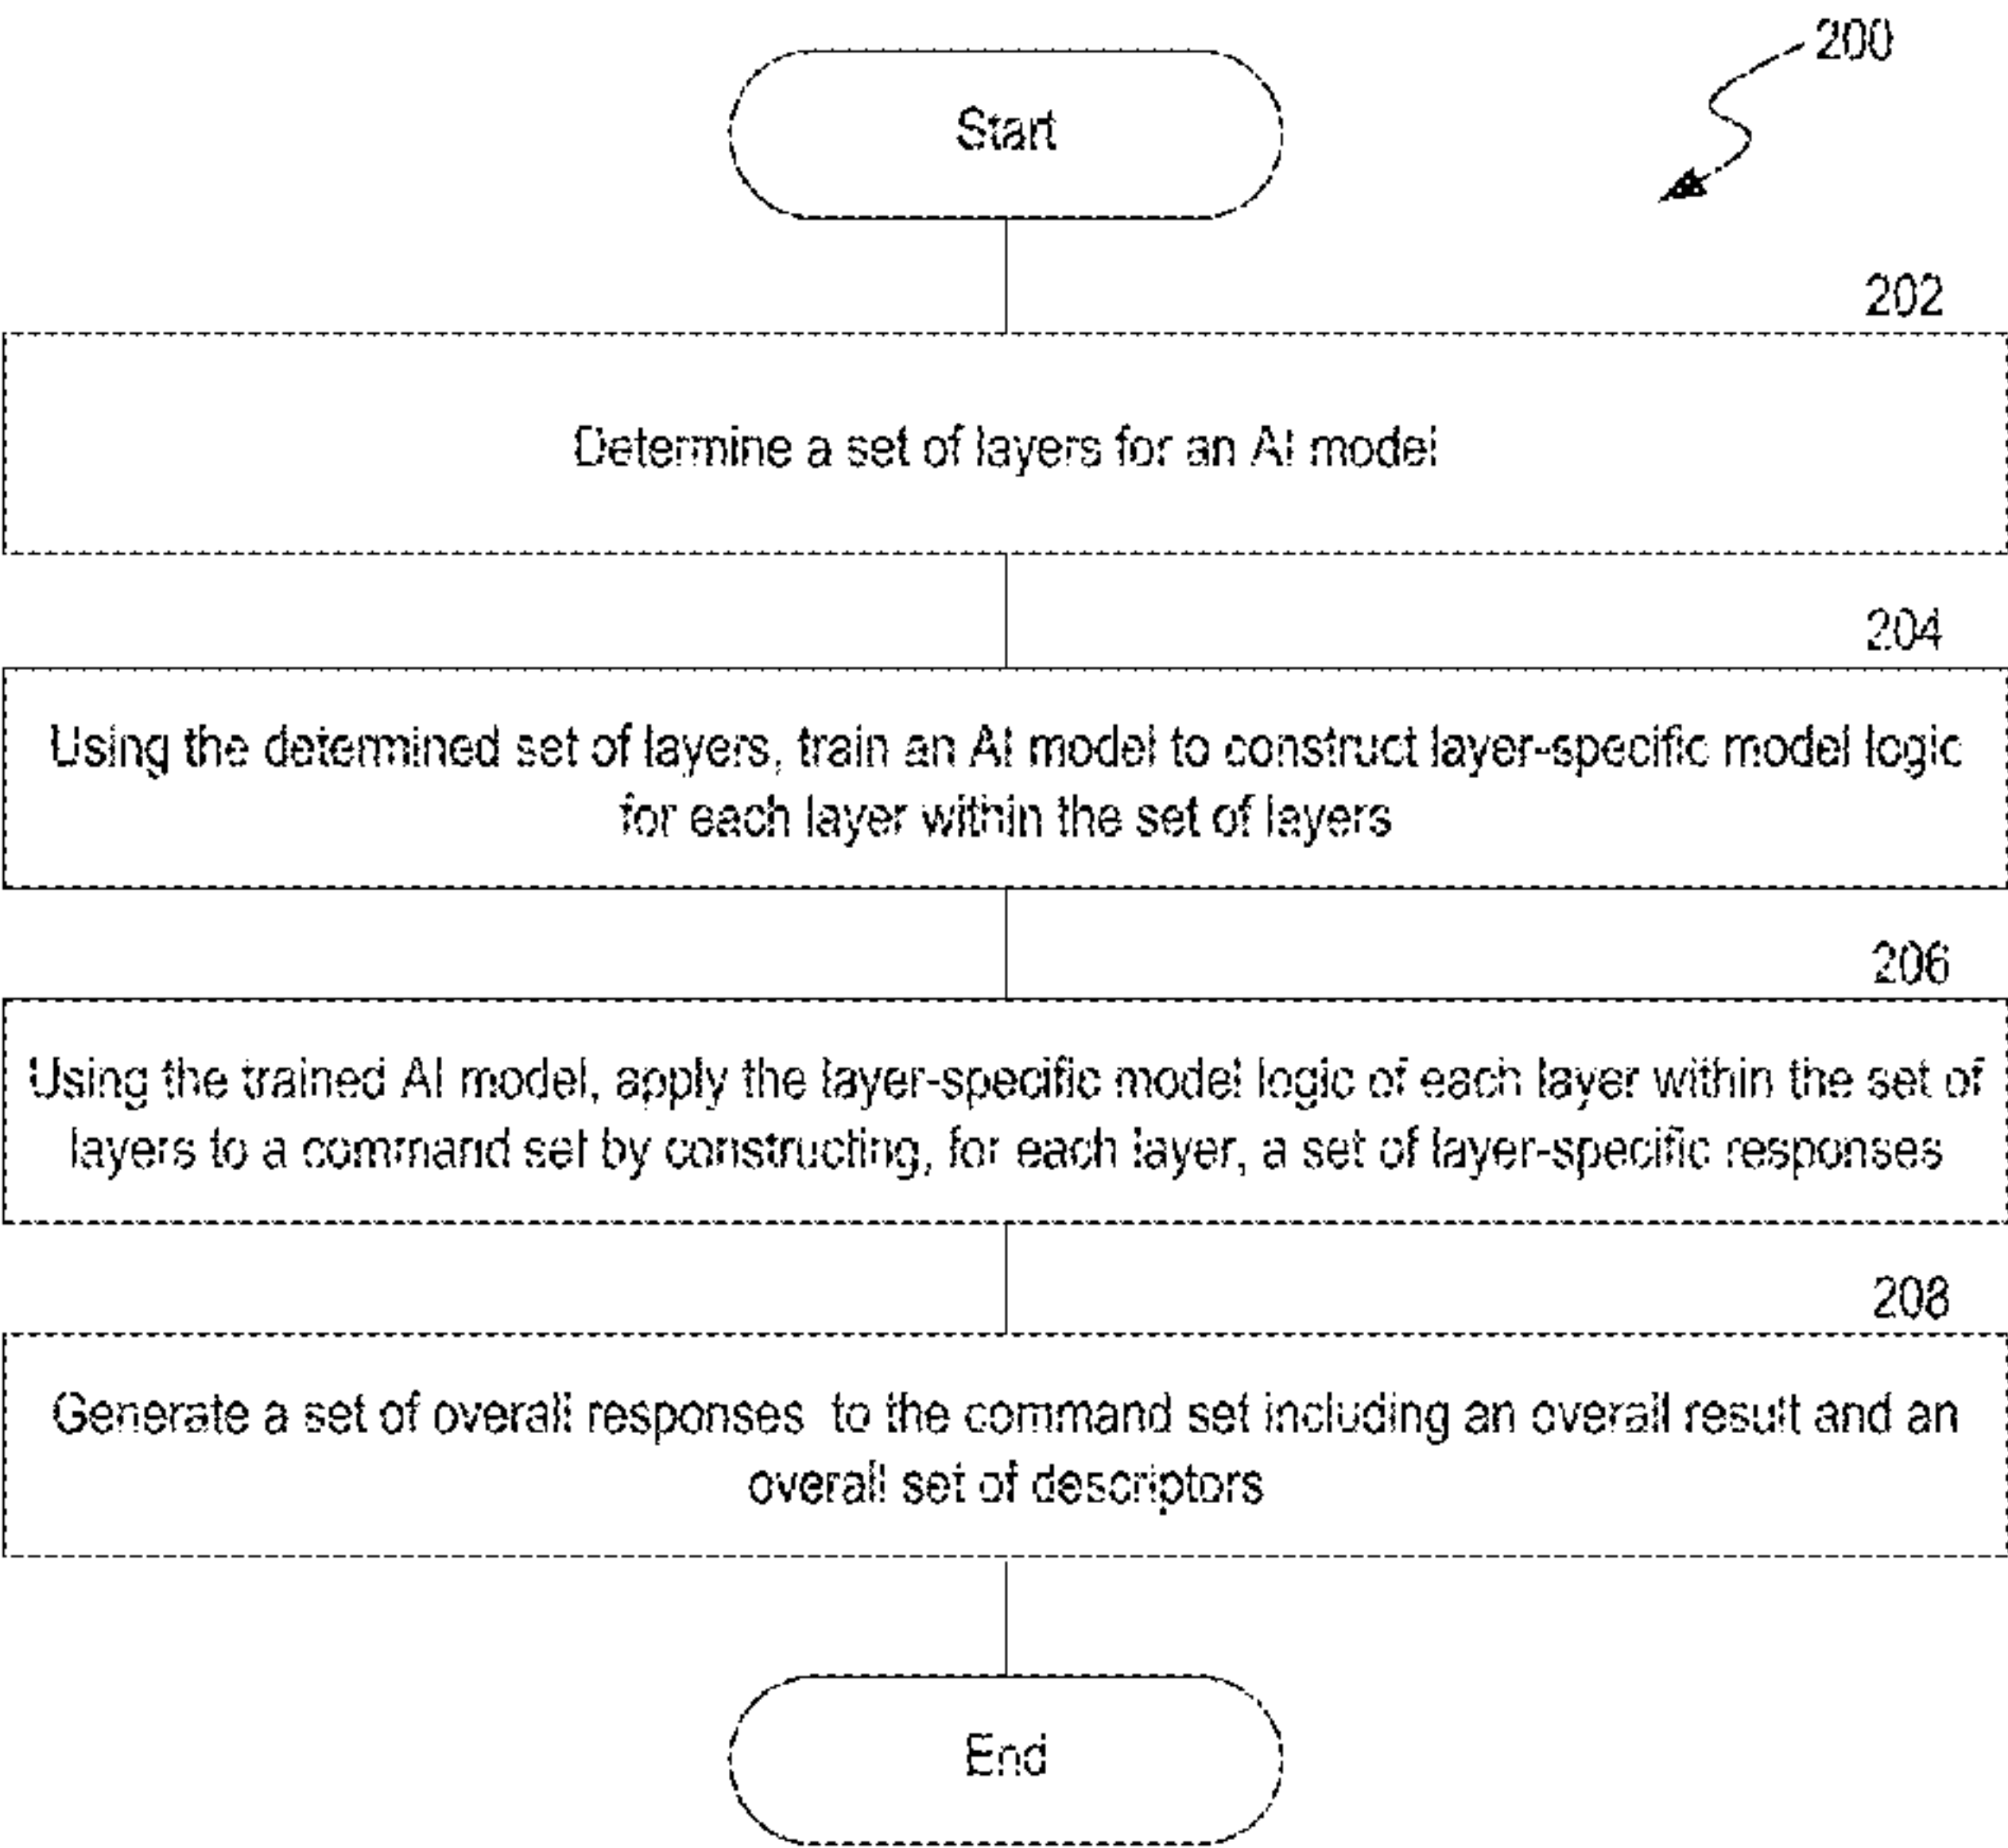 200
Start
202
Determine a set of layers for an AI model
204
Using the determined set of layers, train an AI model to construct layer-specific model logic
for each layer within the set of layers
206
Using the trained AI model, apply the layer-specific model logic of each layer within the set of
layers to a command set by constructing, for each layer, a set of layer-specific responses
208
Generate a set of overall responses to the command set including an overall result and an
overall set of descriptors
End